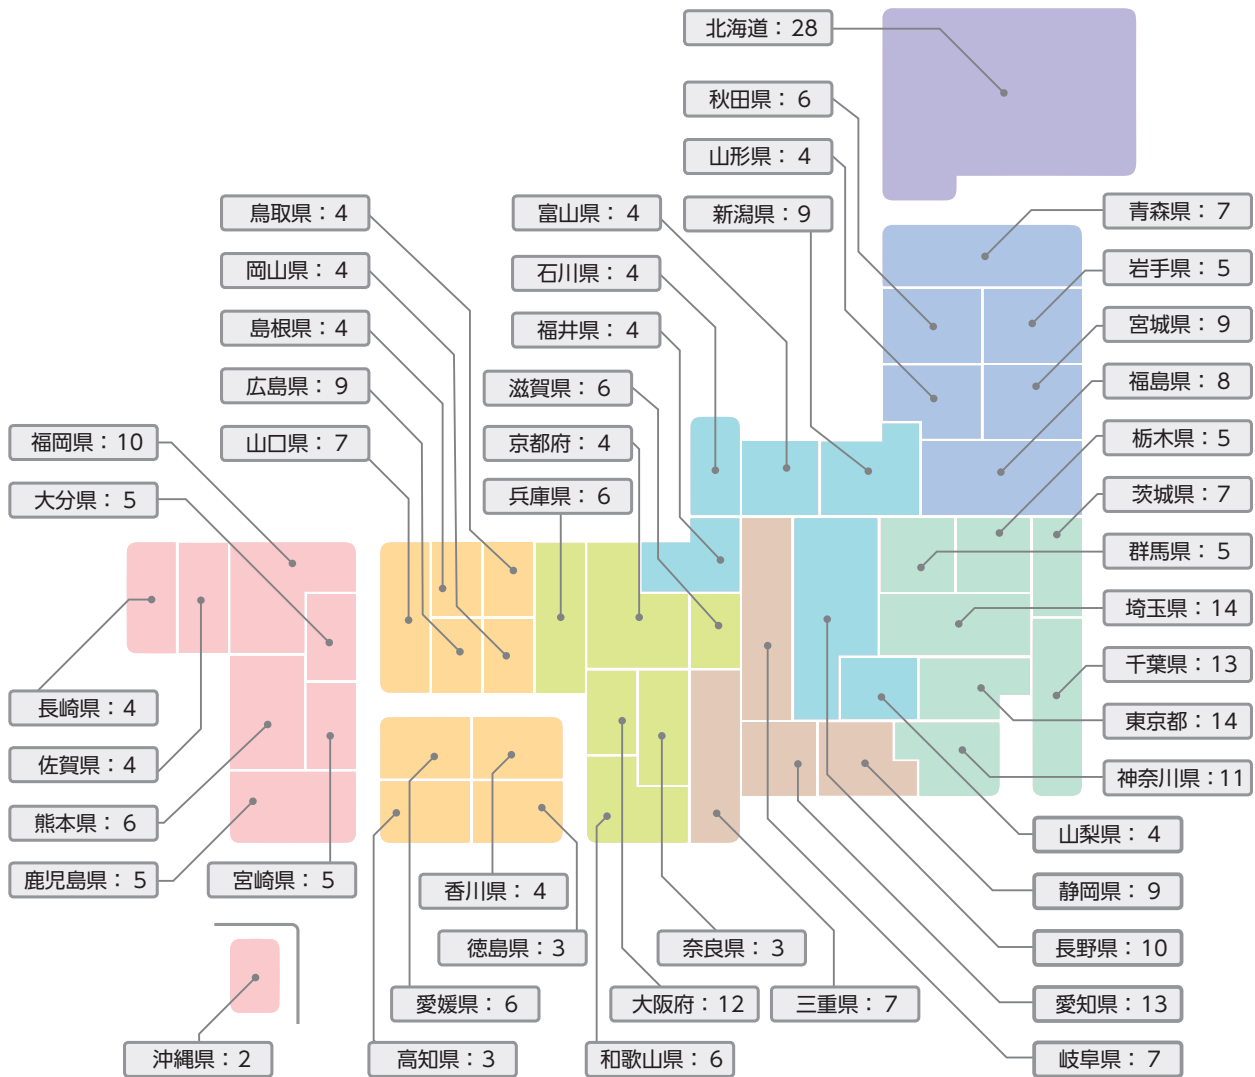 北海道：28
秋田県：6
山形県：4
新潟県：9
富山県：4
石川県：4
福井県：4
滋賀県：6
京都府：4
兵庫県：6
鳥取県：4
岡山県：4
島根県：4
広島県：9
山口県：7
福岡県：10
大分県：5
長崎県：4
佐賀県：4
熊本県：6
鹿児島県：5
宮崎県：5
沖縄県：2
青森県：7
岩手県：5
宮城県：9
福島県：8
栃木県：5
茨城県：7
群馬県：5
埼玉県：14
千葉県：13
東京都：14
神奈川県：11
山梨県：4
静岡県：9
長野県：10
愛知県：13
岐阜県：7
香川県：4
徳島県：3
愛媛県：6
高知県：3
奈良県：3
大阪府：12
和歌山県：6
三重県：7